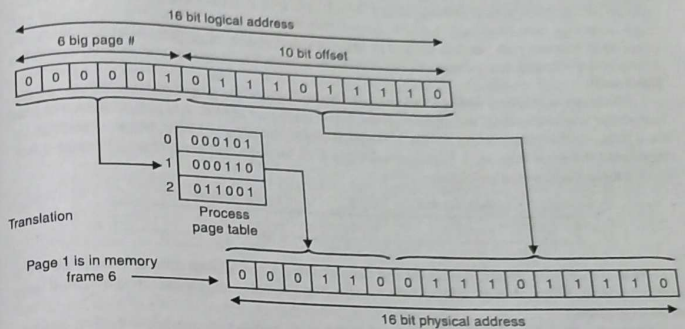 16 bit logical address
6 big page # 10 bit offset
0 0 0 0 0 1 0 1 1 1 0 1 1 1 1 0
0 000101
1 000110
2 011001
Process
page table
Translation
Page 1 is in memory
frame 6
0 0 0 1 1 0 0 1 1 1 0 1 1 1 1 0
16 bit physical address